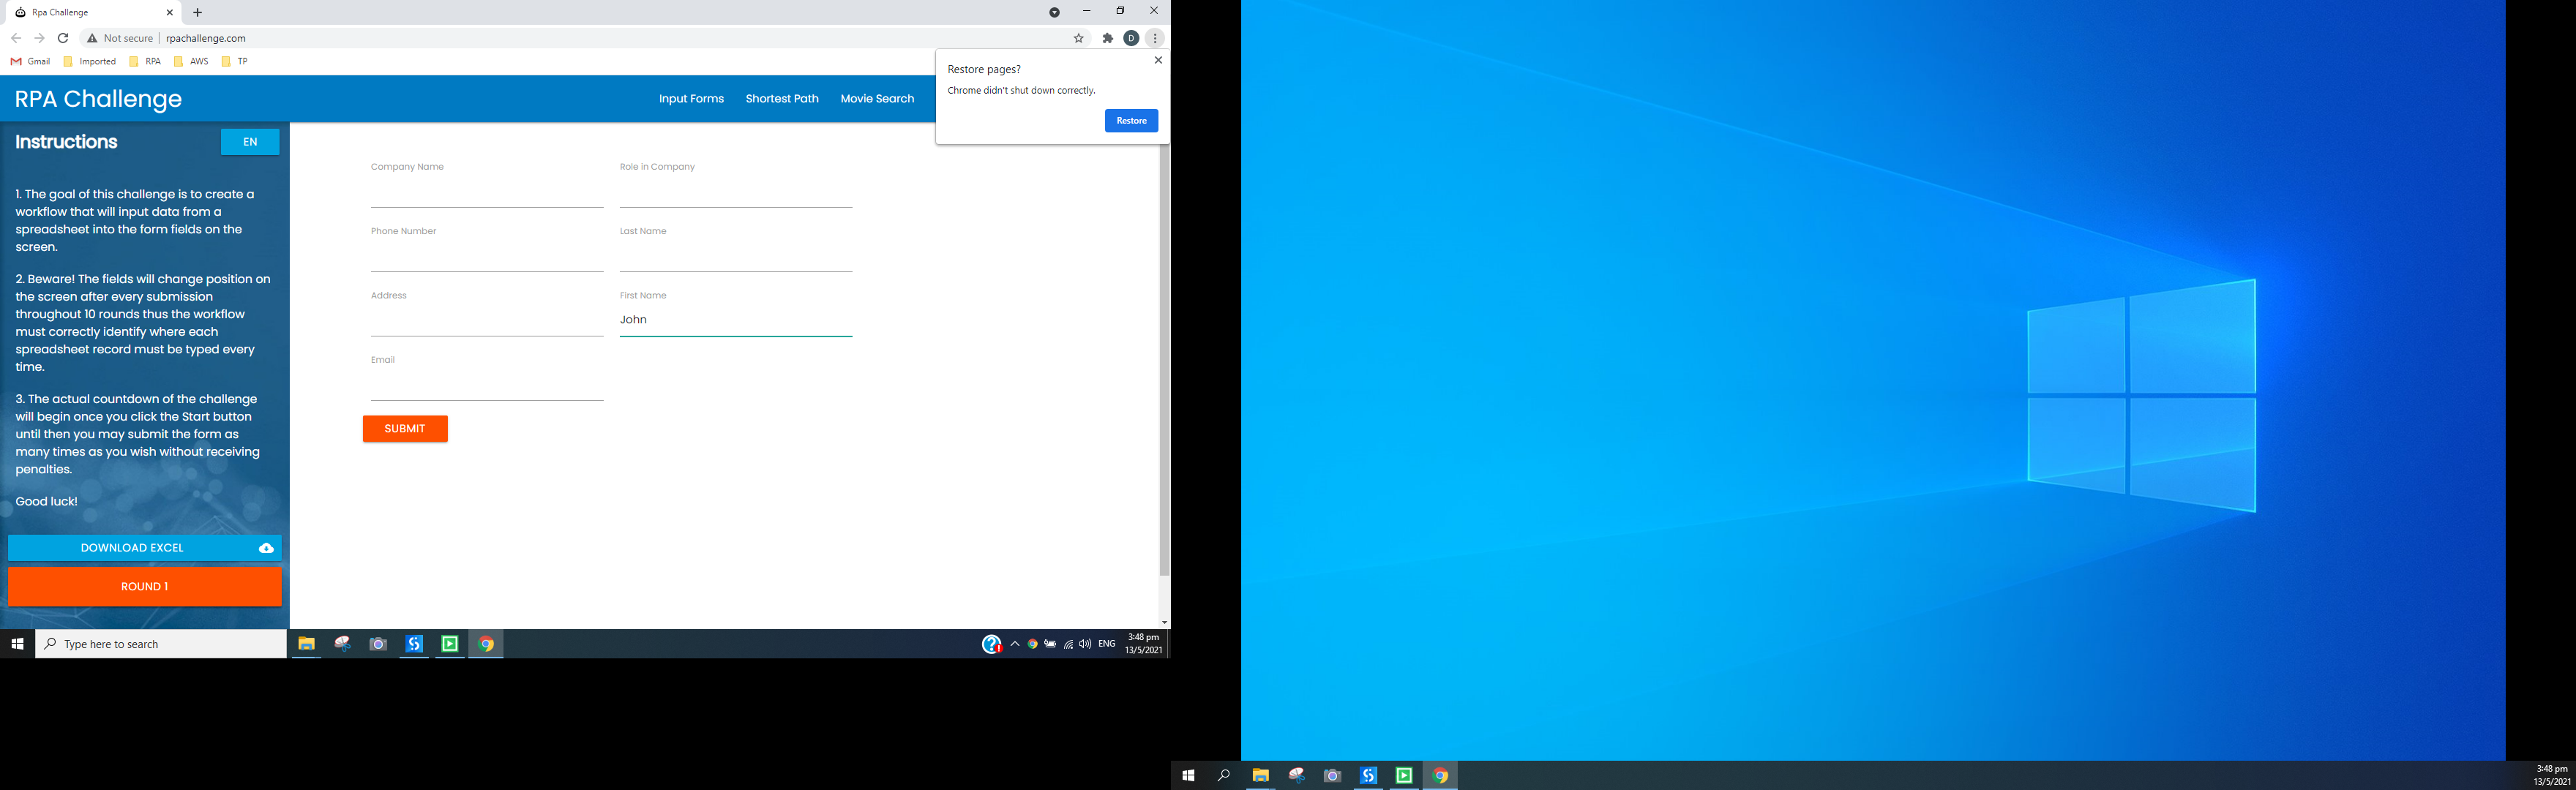 Rpa Challenge
Not secure
rpachallenge.com
D
Gmail
Imported
RPA
AWS
TP
Restore pages?
Chrome didn't shut down correctly.
Restore
RPA Challenge
Input Forms
Shortest Path
Movie Search
Instructions
EN
1. The goal of this challenge is to create a
workflow that will input data from a
spreadsheet into the form fields on the
screen.
2. Beware! The fields will change position on
the screen after every submission
throughout 10 rounds thus the workflow
must correctly identify where each
spreadsheet record must be typed every
time.
3. The actual countdown of the challenge
will begin once you click the Start button
until then you may submit the form as
many times as you wish without receiving
penalties.
Good luck!
DOWNLOAD EXCEL
ROUND 1
Company Name
Role in Company
Phone Number
Last Name
Address
First Name
John
Email
SUBMIT
Type here to search
ENG
3:48 pm
13/5/2021
3:48 pm
13/5/2021